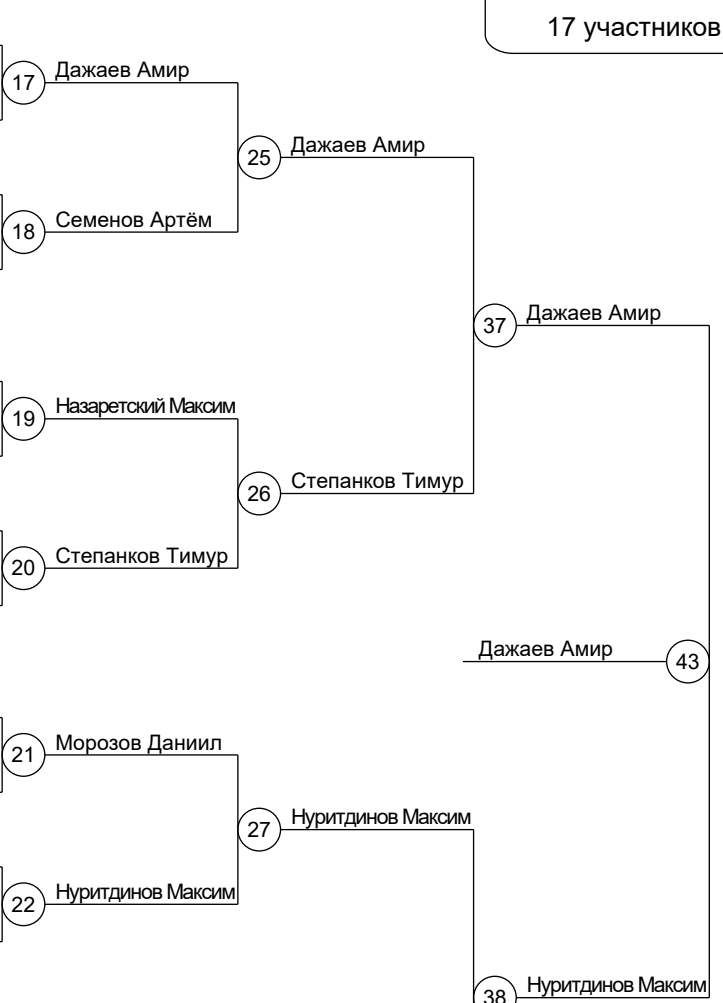 17 участников
17 Дажаев Амир
25 Дажаев Амир
18 Семенов Артём
37 Дажаев Амир
19 Назаретский Максим
26 Степанков Тимур
20 Степанков Тимур
Дажаев Амир 43
21 Морозов Даниил
27 Нуритдинов Максим
22 Нуритдинов Максим
38 Нуритдинов Максим